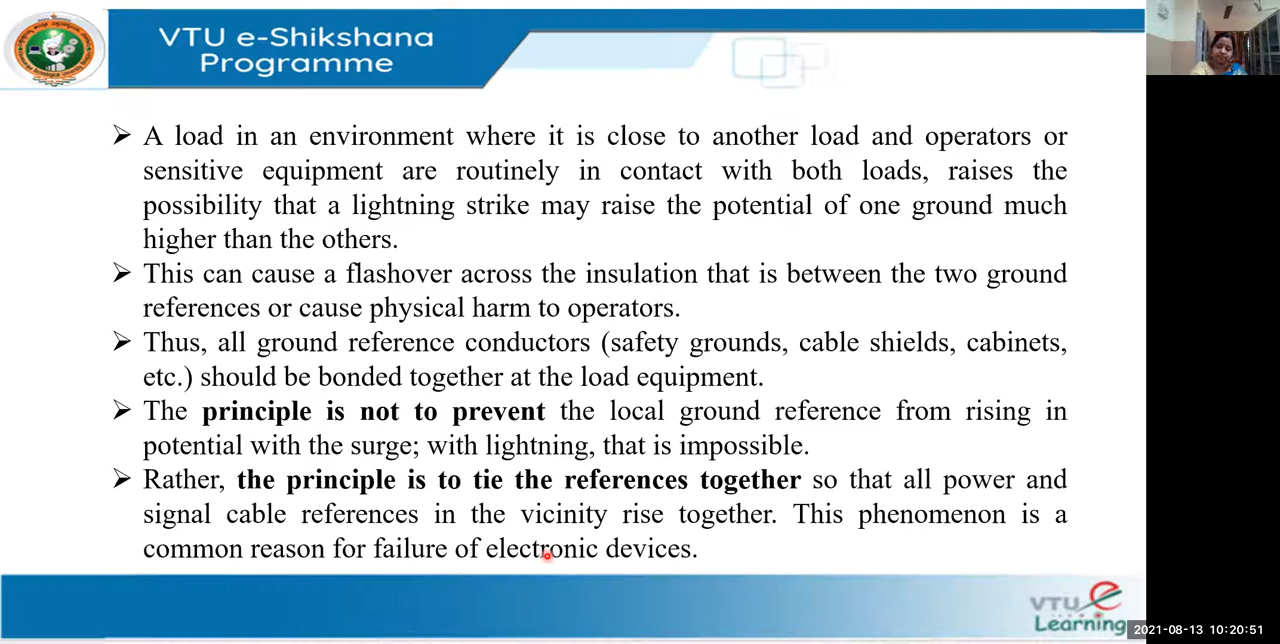 VTU e-Shikshana
Programme
➢ A load in an environment where it is close to another load and operators or
sensitive equipment are routinely in contact with both loads, raises the
possibility that a lightning strike may raise the potential of one ground much
higher than the others.
➢ This can cause a flashover across the insulation that is between the two ground
references or cause physical harm to operators.
➢ Thus, all ground reference conductors (safety grounds, cable shields, cabinets,
etc.) should be bonded together at the load equipment.
➢ The principle is not to prevent the local ground reference from rising in
potential with the surge; with lightning, that is impossible.
➢ Rather, the principle is to tie the references together so that all power and
signal cable references in the vicinity rise together. This phenomenon is a
common reason for failure of electronic devices.
VTU e
Learning
2021-08-13 10:20:51